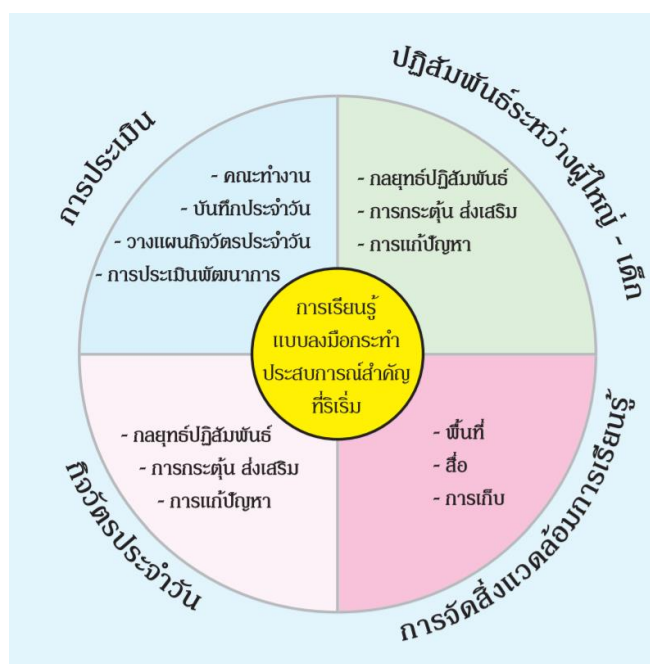 การประเมิน
- คณะทำงาน
- บันทึกประจำวัน
- วางแผนกิจวัตรประจำวัน
- การประเมินพัฒนาการ
ปฏิสัมพันธ์ระหว่างผู้ใหญ่ - เด็ก
- กลยุทธ์ปฏิสัมพันธ์
- การกระตุ้น ส่งเสริม
- การแก้ปัญหา
การเรียนรู้
แบบลงมือกระทำ
ประสบการณ์สำคัญ
ที่ริเริ่ม
กิจวัตรประจำวัน
- กลยุทธ์ปฏิสัมพันธ์
- การกระตุ้น ส่งเสริม
- การแก้ปัญหา
การจัดสิ่งแวดล้อมการเรียนรู้
- พื้นที่
- สื่อ
- การเก็บ